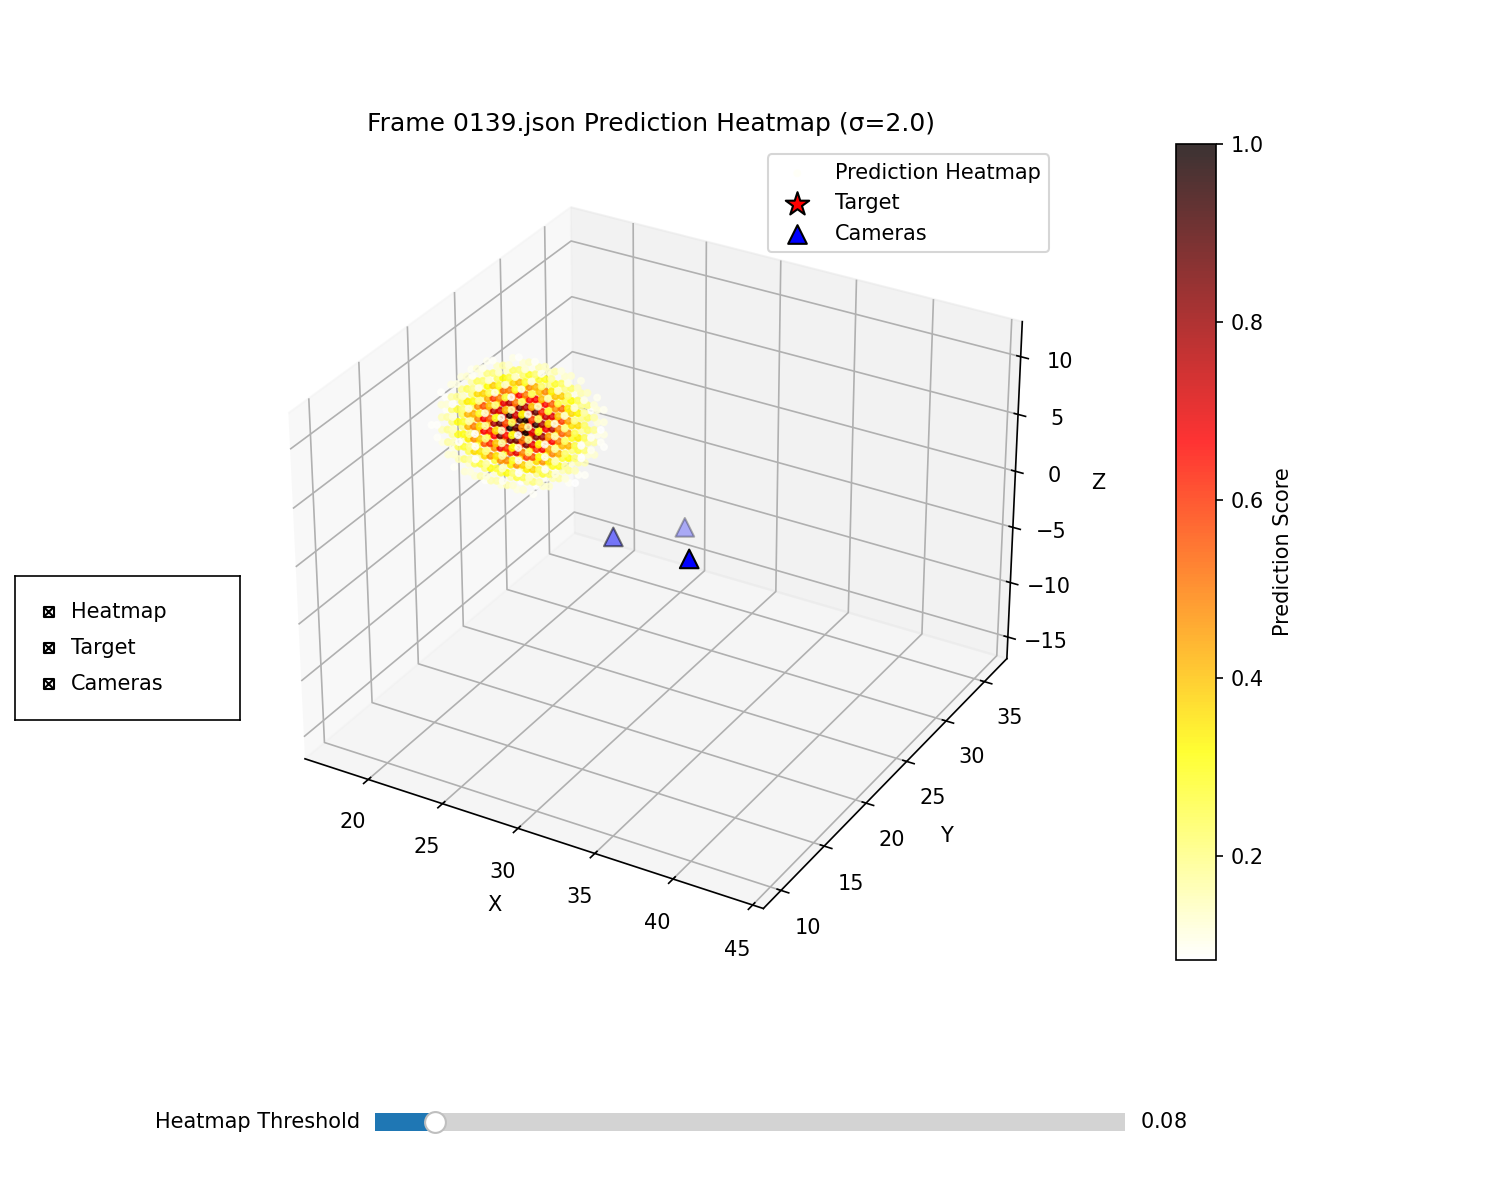 Frame 0139.json Prediction Heatmap (σ=2.0)
Prediction Heatmap
Target
Cameras
1.0
0.8
0.6
0.4
0.2
Prediction Score
10
5
0
−5
−10
−15
Z
Heatmap
Target
Cameras
20
25
30
35
40
45
X
10
15
20
25
30
35
Y
Heatmap Threshold 0.08